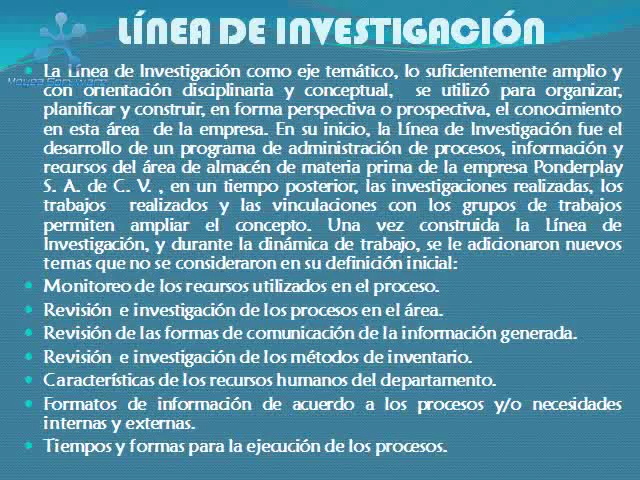 LÍNEA DE INVESTIGACIÓN
La Línea de Investigación como eje temático, lo suficientemente amplio y
con orientación disciplinaria y conceptual, se utilizó para organizar,
planificar y construir, en forma perspectiva o prospectiva, el conocimiento
en esta área de la empresa. En su inicio, la Línea de Investigación fue el
desarrollo de un programa de administración de procesos, información y
recursos del área de almacén de materia prima de la empresa Ponderplay
S. A. de C. V. , en un tiempo posterior, las investigaciones realizadas, los
trabajos realizados y las vinculaciones con los grupos de trabajos
permiten ampliar el concepto. Una vez construida la Línea de
Investigación, y durante la dinámica de trabajo, se le adicionaron nuevos
temas que no se consideraron en su definición inicial:
Monitoreo de los recursos utilizados en el proceso.
Revisión e investigación de los procesos en el área.
Revisión de las formas de comunicación de la información generada.
Revisión e investigación de los métodos de inventario.
Características de los recursos humanos del departamento.
Formatos de información de acuerdo a los procesos y/o necesidades
internas y externas.
Tiempos y formas para la ejecución de los procesos.